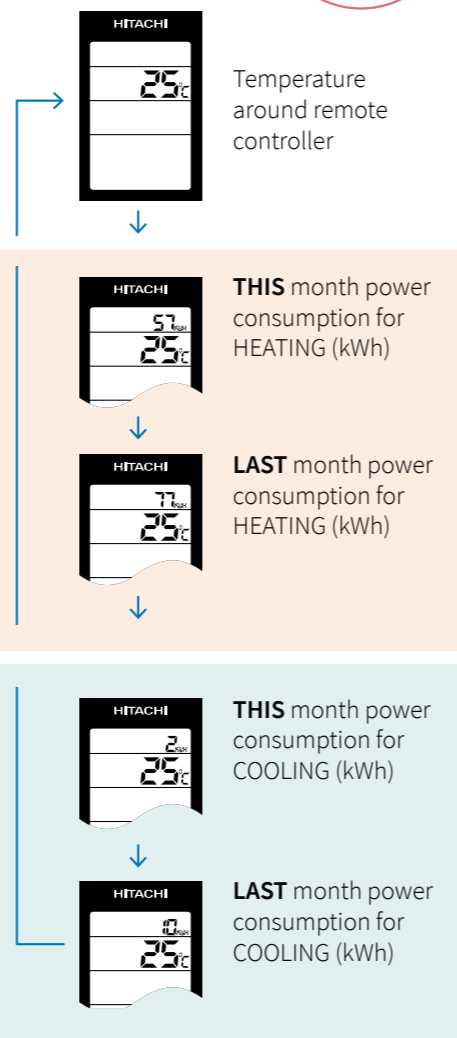 HITACHI
25°C
Temperature
around remote
controller
HITACHI
57KWH
25°C
THIS month power
consumption for
HEATING (kWh)
HITACHI
77KWH
25°C
LAST month power
consumption for
HEATING (kWh)
HITACHI
2KWH
25°C
THIS month power
consumption for
COOLING (kWh)
HITACHI
10KWH
25°C
LAST month power
consumption for
COOLING (kWh)